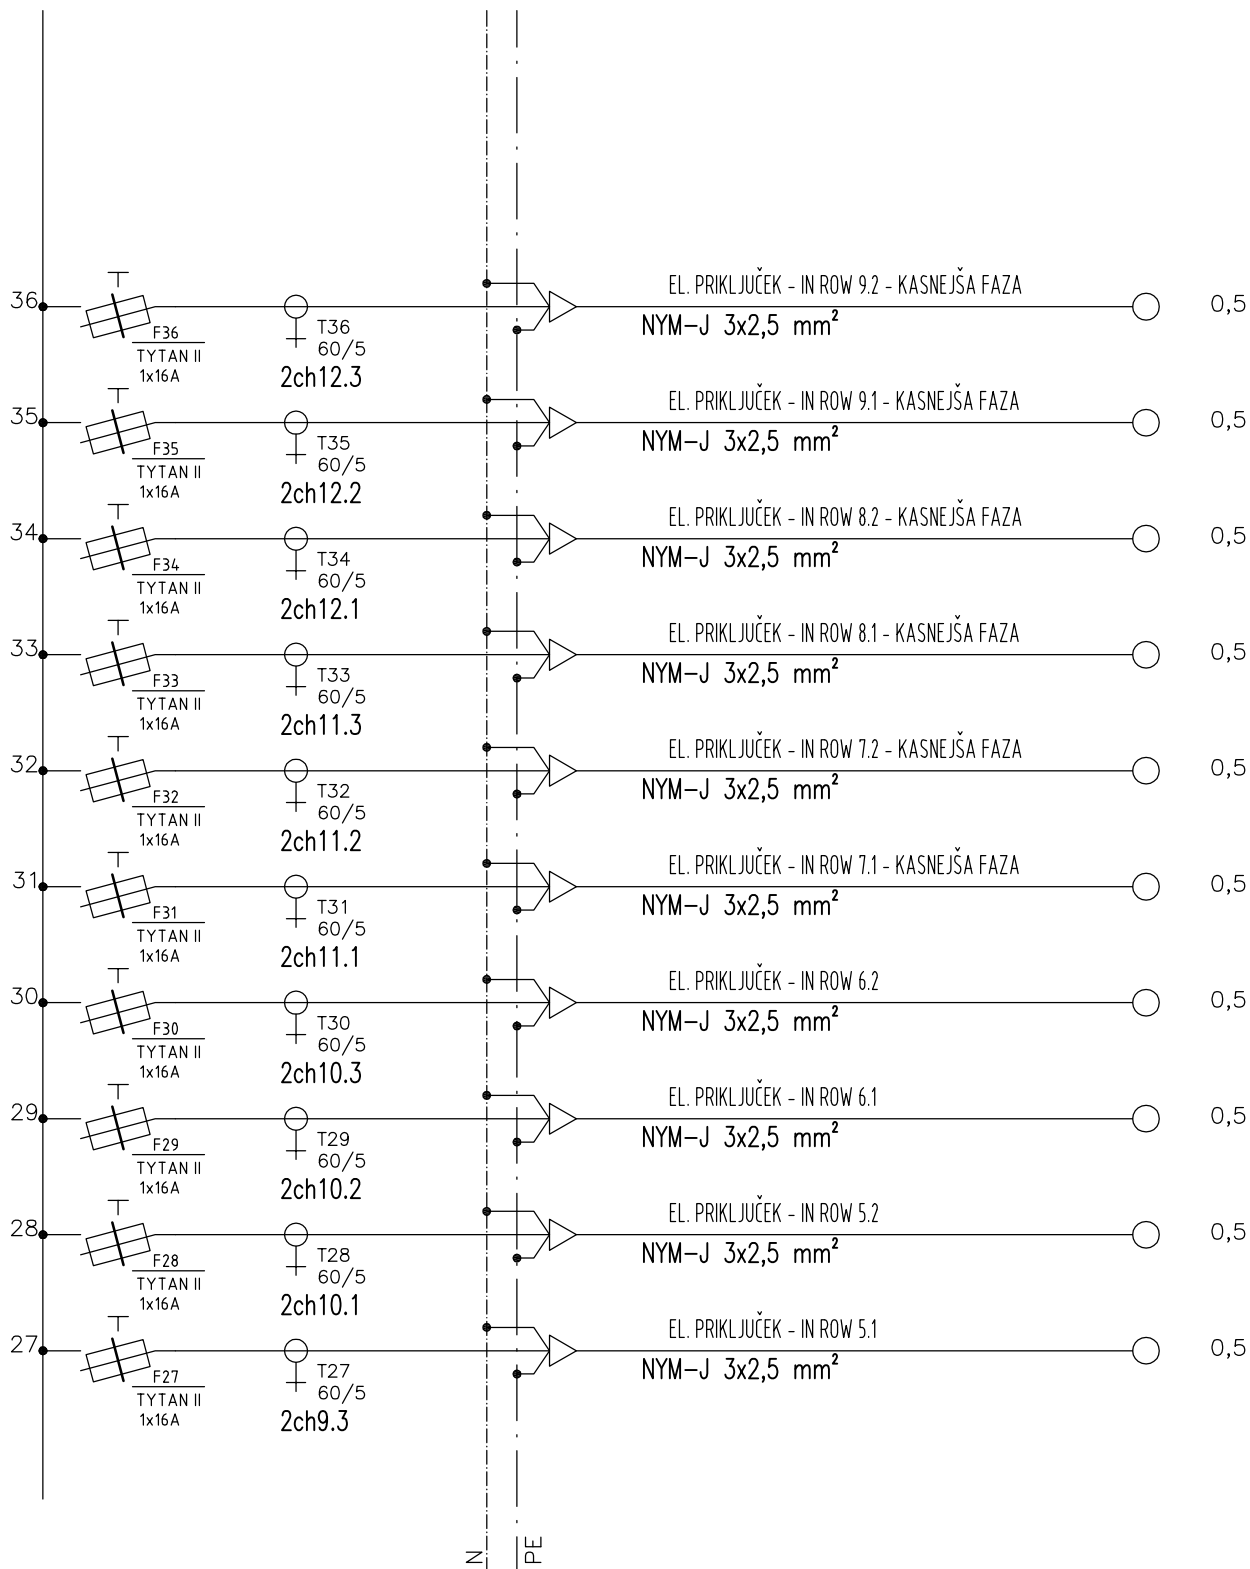 EL. PRIKLJUČEK - IN ROW 9.2 - KASNEJŠA FAZA
36
0,5
NYM-J 3x2,5 mm²
F36
T36
TYTAN II
60/5
1x16A
2ch12.3
EL. PRIKLJUČEK - IN ROW 9.1 - KASNEJŠA FAZA
35
0,5
NYM-J 3x2,5 mm²
F35
T35
TYTAN II
60/5
1x16A
2ch12.2
EL. PRIKLJUČEK - IN ROW 8.2 - KASNEJŠA FAZA
34
0,5
NYM-J 3x2,5 mm²
F34
T34
TYTAN II
60/5
1x16A
2ch12.1
EL. PRIKLJUČEK - IN ROW 8.1 - KASNEJŠA FAZA
33
0,5
NYM-J 3x2,5 mm²
F33
T33
TYTAN II
60/5
1x16A
2ch11.3
EL. PRIKLJUČEK - IN ROW 7.2 - KASNEJŠA FAZA
32
0,5
NYM-J 3x2,5 mm²
F32
T32
TYTAN II
60/5
1x16A
2ch11.2
EL. PRIKLJUČEK - IN ROW 7.1 - KASNEJŠA FAZA
31
0,5
NYM-J 3x2,5 mm²
F31
T31
TYTAN II
60/5
1x16A
2ch11.1
EL. PRIKLJUČEK - IN ROW 6.2
30
0,5
NYM-J 3x2,5 mm²
F30
T30
TYTAN II
60/5
1x16A
2ch10.3
EL. PRIKLJUČEK - IN ROW 6.1
29
0,5
NYM-J 3x2,5 mm²
F29
T29
TYTAN II
60/5
1x16A
2ch10.2
EL. PRIKLJUČEK - IN ROW 5.2
28
0,5
NYM-J 3x2,5 mm²
F28
T28
TYTAN II
60/5
1x16A
2ch10.1
EL. PRIKLJUČEK - IN ROW 5.1
27
0,5
NYM-J 3x2,5 mm²
F27
T27
TYTAN II
60/5
1x16A
2ch9.3
N
PE